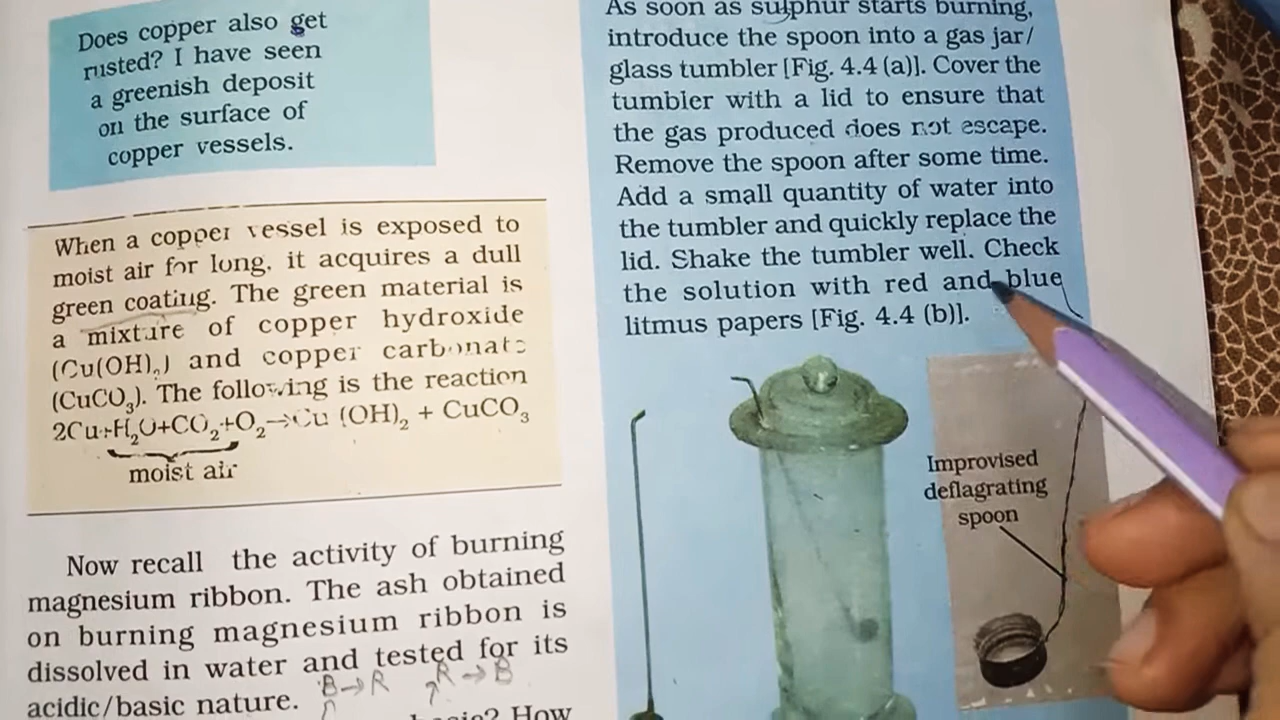 Does copper also get
rusted? I have seen
a greenish deposit
on the surface of
copper vessels.
When a copper vessel is exposed to
moist air for long, it acquires a dull
green coating. The green material is
a mixture of copper hydroxide
(Cu(OH)₂) and copper carbonate
(CuCO₃). The following is the reaction
2Cu+H₂O+CO₂+O₂→Cu (OH)₂ + CuCO₃
moist air
Now recall the activity of burning
magnesium ribbon. The ash obtained
on burning magnesium ribbon is
dissolved in water and tested for its
acidic/basic nature.
B→R R→B
basic? How
As soon as sulphur starts burning,
introduce the spoon into a gas jar/
glass tumbler [Fig. 4.4 (a)]. Cover the
tumbler with a lid to ensure that
the gas produced does not escape.
Remove the spoon after some time.
Add a small quantity of water into
the tumbler and quickly replace the
lid. Shake the tumbler well. Check
the solution with red and blue
litmus papers [Fig. 4.4 (b)].
Improvised
deflagrating
spoon